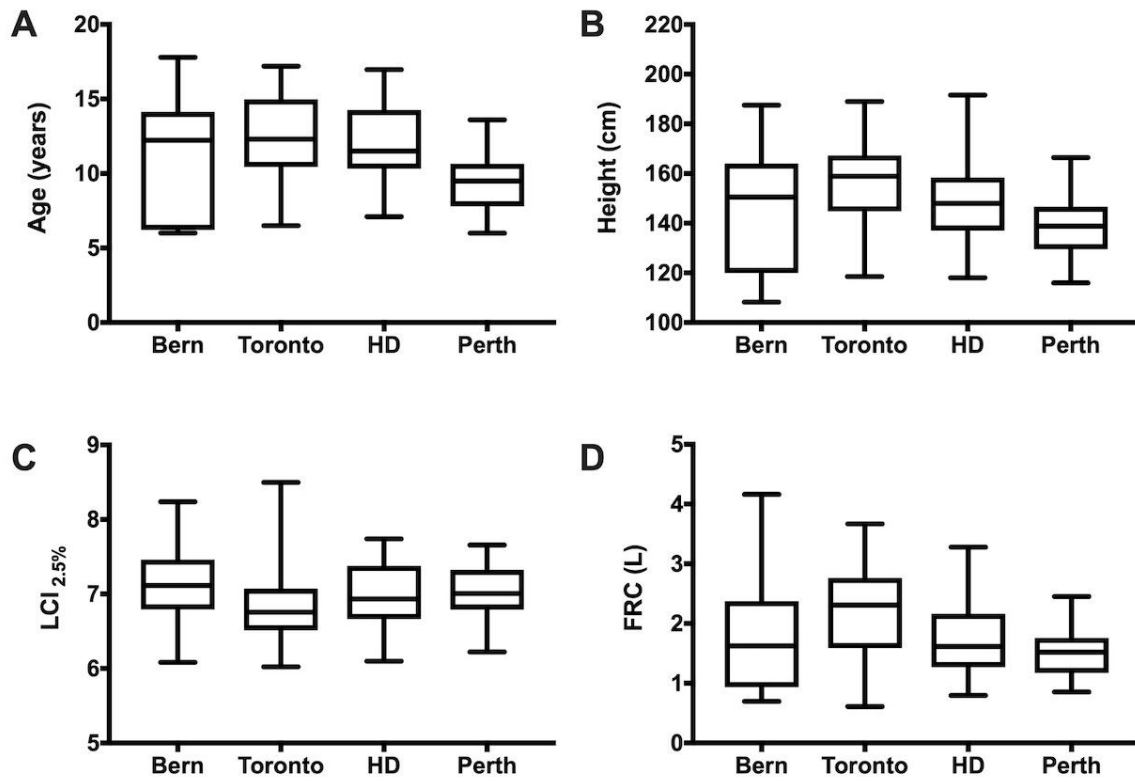 A
Age (years)
20
15
10
5
0
Bern Toronto HD Perth
B
Height (cm)
220
200
180
160
140
120
100
Bern Toronto HD Perth
C
LCI2.5%
9
8
7
6
5
Bern Toronto HD Perth
D
FRC (L)
5
4
3
2
1
0
Bern Toronto HD Perth